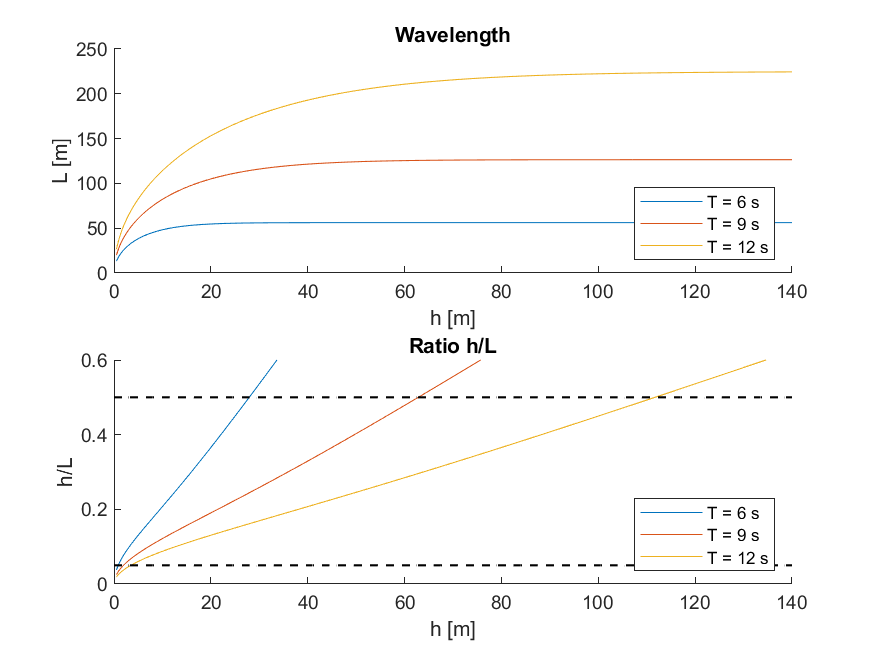 Wavelength
250
200
150
100
50
0
L [m]
T = 6 s
T = 9 s
T = 12 s
0 20 40 60 80 100 120 140
h [m]
Ratio h/L
0.6
0.4
0.2
0
h/L
T = 6 s
T = 9 s
T = 12 s
0 20 40 60 80 100 120 140
h [m]